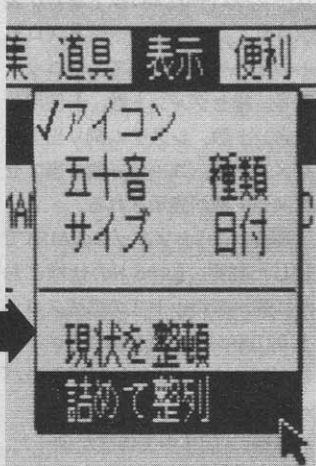 集 道具 表示 便利
√アイコン
五十音 種類
サイズ 日付
現状を整頓
詰めて整列